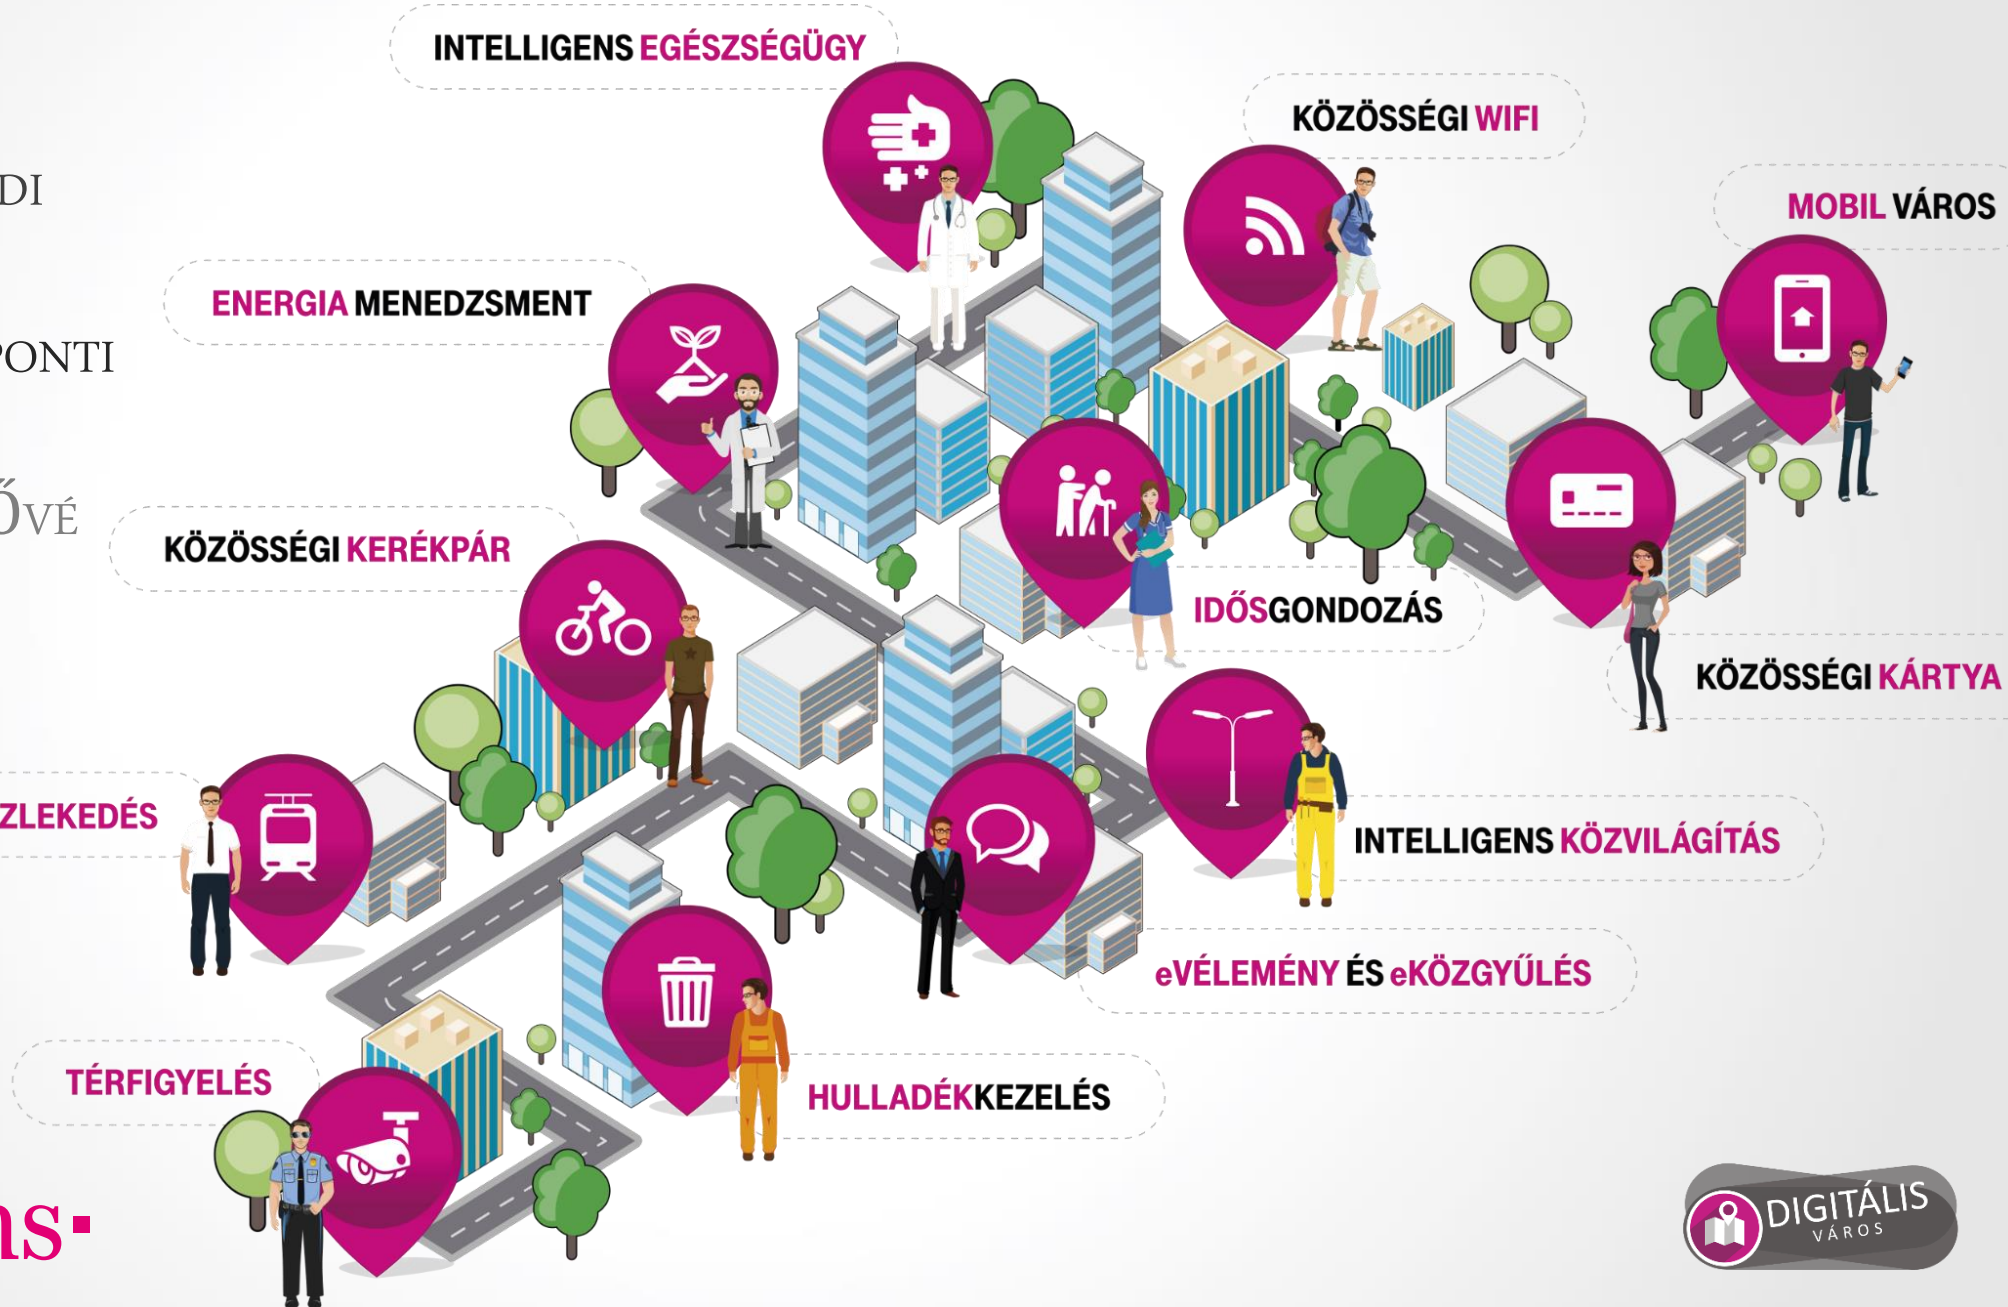 INTELLIGENS EGÉSZSÉGÜGY
KÖZÖSSÉGI WIFI
MOBIL VÁROS
ENERGIA MENEDZSMENT
KÖZÖSSÉGI KERÉKPÁR
IDŐSGONDOZÁS
KÖZÖSSÉGI KÁRTYA
ZLEKEDÉS
INTELLIGENS KÖZVILÁGÍTÁS
eVÉLEMÉNY ÉS eKÖZGYŰLÉS
TÉRFIGYELÉS
HULLADÉKKEZELÉS
DIGITÁLIS
VÁROS
DI
PONTI
ŐVÉ